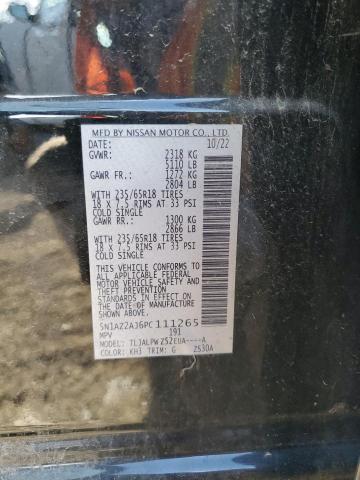 MFD BY NISSAN MOTOR CO., LTD.
DATE: 10/22
GVWR: 2318 KG
5110 LB
GAWR FR.: 1272 KG
2804 LB
WITH 235/65R18 TIRES
18 X 7.5 RIMS AT 33 PSI
COLD SINGLE
GAWR RR.: 1300 KG
2866 LB
WITH 235/65R18 TIRES
18 X 7.5 RIMS AT 33 PSI
COLD SINGLE
THIS VEHICLE CONFORMS TO
ALL APPLICABLE FEDERAL
MOTOR VEHICLE SAFETY AND
THEFT PREVENTION
STANDARDS IN EFFECT ON THE
DATE OF MANUFACTURE
SHOWN ABOVE.
5N1AZ2AJ6PC111265
MPV 191
MODEL: TLJALPW Z52EUA----A
COLOR: KH3 TRIM: G Z530A